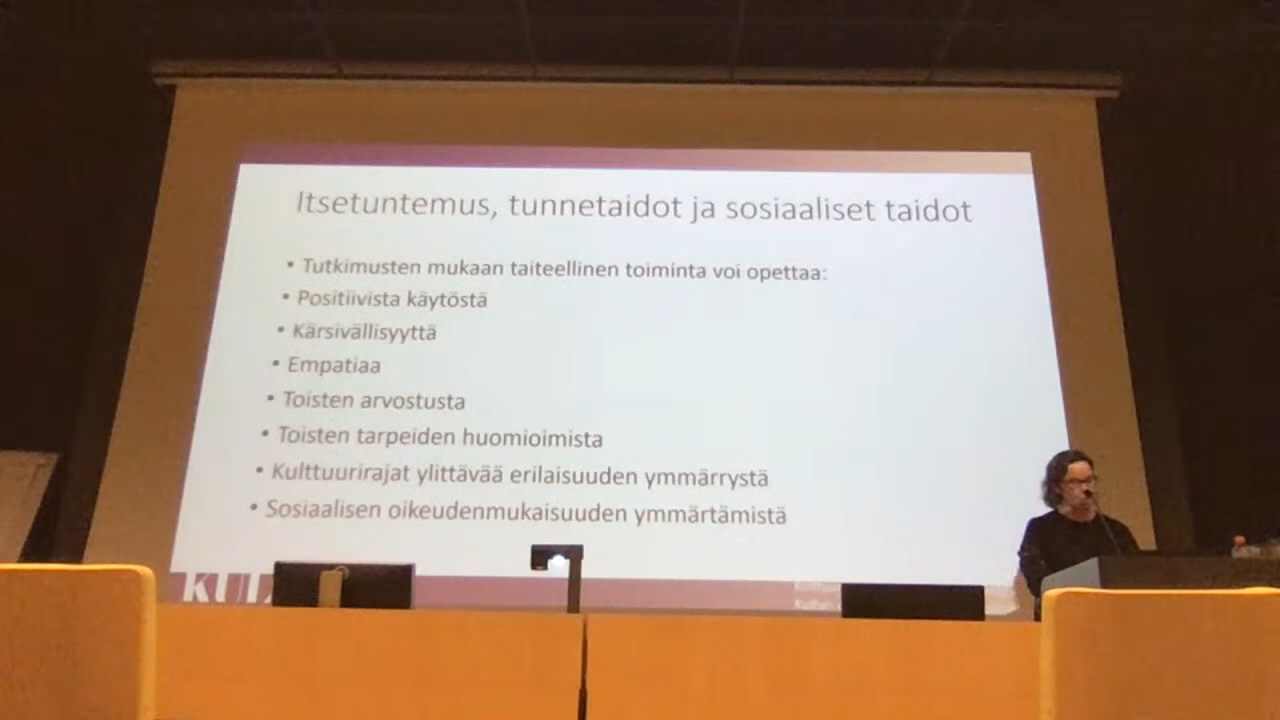 Itsetuntemus, tunnetaidot ja sosiaaliset taidot
• Tutkimusten mukaan taiteellinen toiminta voi opettaa:
• Positiivista käytöstä
• Kärsivällisyyttä
• Empatiaa
• Toisten arvostusta
• Toisten tarpeiden huomioimista
• Kulttuurirajat ylittävää erilaisuuden ymmärrystä
• Sosiaalisen oikeudenmukaisuuden ymmärtämistä